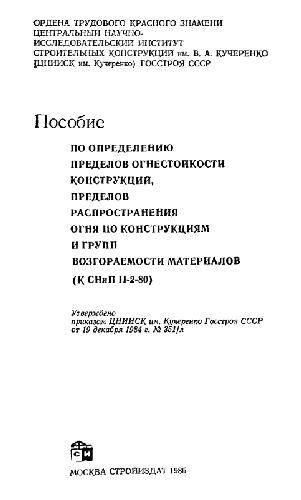 ОРДЕНА ТРУДОВОГО КРАСНОГО ЗНАМЕНИ
ЦЕНТРАЛЬНЫЙ НАУЧНО-
ИССЛЕДОВАТЕЛЬСКИЙ ИНСТИТУТ
СТРОИТЕЛЬНЫХ КОНСТРУКЦИЙ им. В. А. КУЧЕРЕНКО
(ЦНИИСК им. Кучеренко) ГОССТРОЯ СССР
Пособие
ПО ОПРЕДЕЛЕНИЮ
ПРЕДЕЛОВ ОГНЕСТОЙКОСТИ
КОНСТРУКЦИЙ,
ПРЕДЕЛОВ
РАСПРОСТРАНЕНИЯ
ОГНЯ ПО КОНСТРУКЦИЯМ
И ГРУПП
ВОЗГОРАЕМОСТИ МАТЕРИАЛОВ
(К СНиП II-2-80)
Утверждено
приказом ЦНИИСК им. Кучеренко Госстроя СССР
от 19 декабря 1984 г. № 351/л
СИ
МОСКВА СТРОЙИЗДАТ 1985